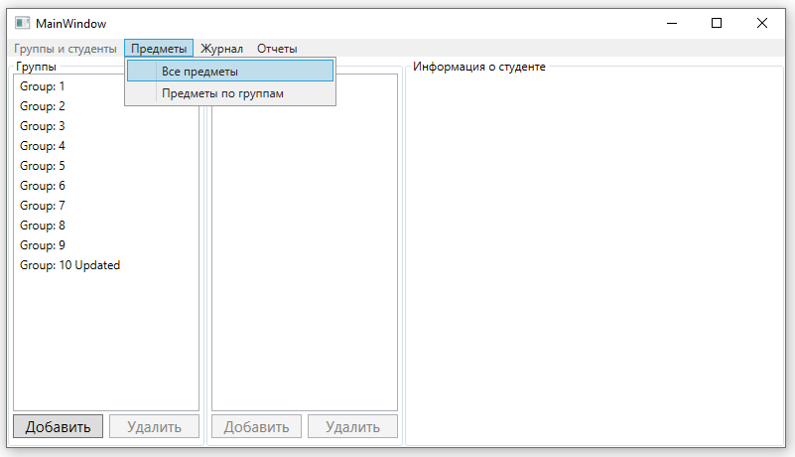 MainWindow
Группы и студенты Предметы Журнал Отчеты
Группы
Информация о студенте
Все предметы
Предметы по группам
Group: 1
Group: 2
Group: 3
Group: 4
Group: 5
Group: 6
Group: 7
Group: 8
Group: 9
Group: 10 Updated
Добавить Удалить Добавить Удалить